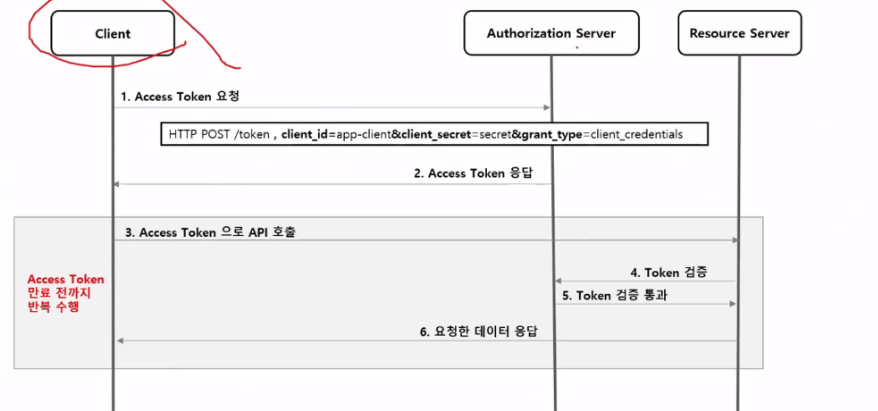 Client
Authorization Server
Resource Server
1. Access Token 요청
HTTP POST /token , client_id=app-client&client_secret=secret&grant_type=client_credentials
2. Access Token 응답
3. Access Token 으로 API 호출
Access Token
만료 전까지
반복 수행
4. Token 검증
5. Token 검증 통과
6. 요청한 데이터 응답